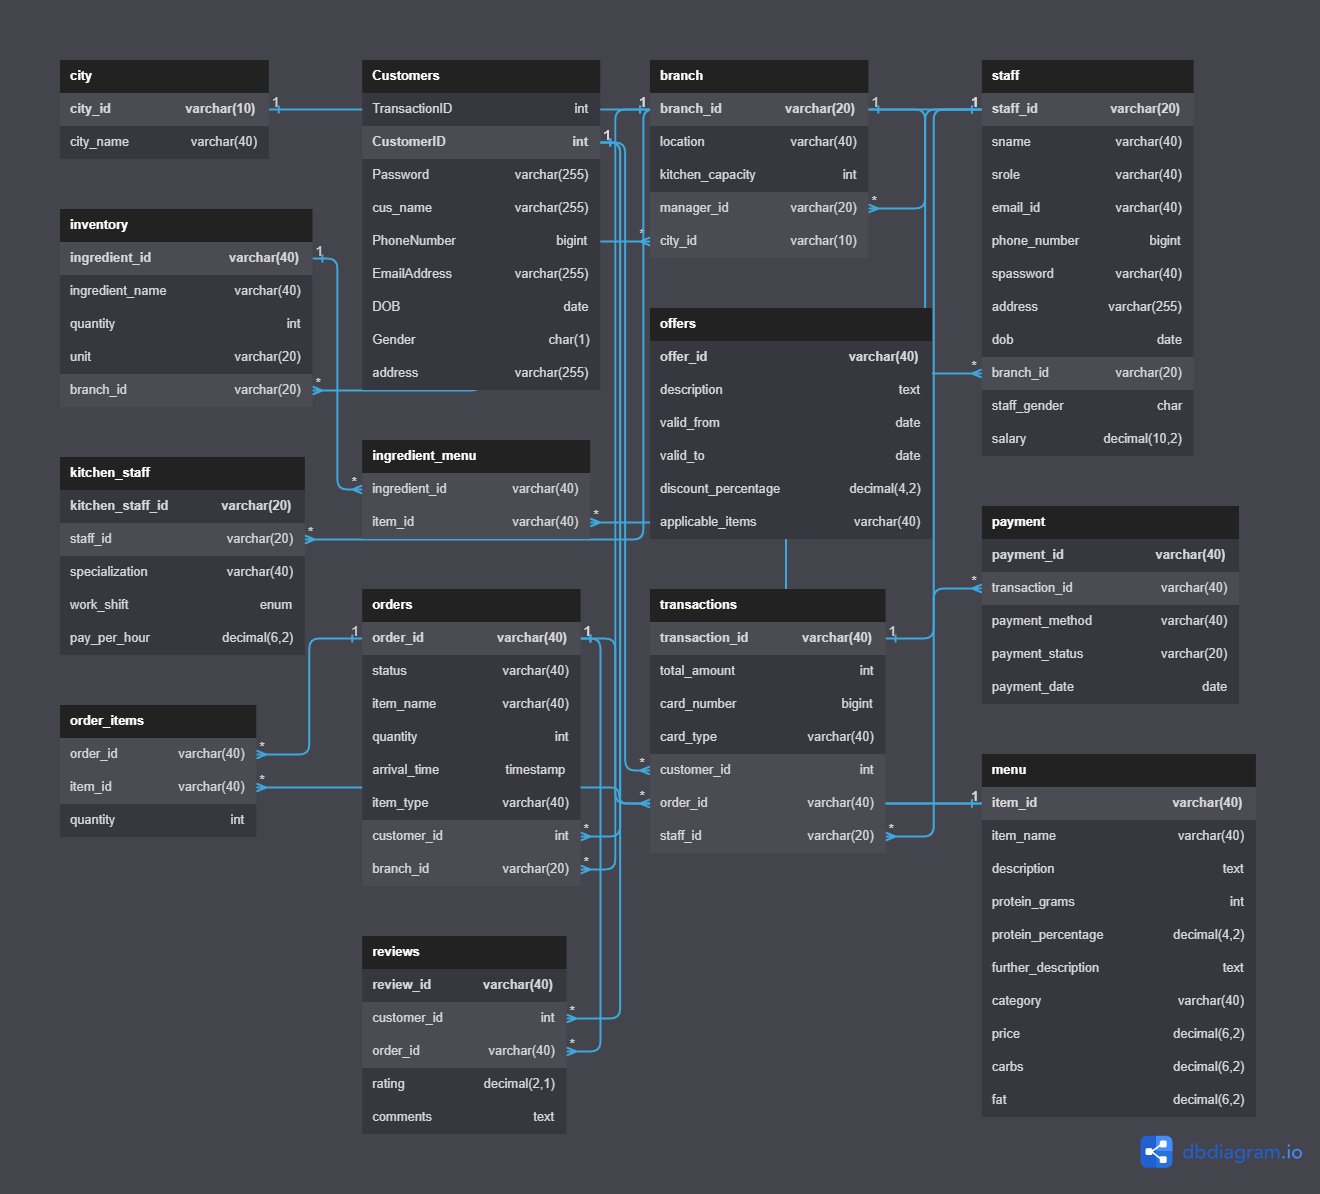 city
city_id varchar(10)
city_name varchar(40)
1
Customers
TransactionID int
CustomerID int
Password varchar(255)
cus_name varchar(255)
PhoneNumber bigint
EmailAddress varchar(255)
DOB date
Gender char(1)
address varchar(255)
1
branch
branch_id varchar(20)
location varchar(40)
kitchen_capacity int
manager_id varchar(20)
city_id varchar(10)
1
1
*
*
staff
staff_id varchar(20)
sname varchar(40)
srole varchar(40)
email_id varchar(40)
phone_number bigint
spassword varchar(40)
address varchar(255)
dob date
branch_id varchar(20)
staff_gender char
salary decimal(10,2)
1
*
inventory
ingredient_id varchar(40)
ingredient_name varchar(40)
quantity int
unit varchar(20)
branch_id varchar(20)
1
*
offers
offer_id varchar(40)
description text
valid_from date
valid_to date
discount_percentage decimal(4,2)
applicable_items varchar(40)
kitchen_staff
kitchen_staff_id varchar(20)
staff_id varchar(20)
specialization varchar(40)
work_shift enum
pay_per_hour decimal(6,2)
*
ingredient_menu
ingredient_id varchar(40)
item_id varchar(40)
*
*
payment
payment_id varchar(40)
transaction_id varchar(40)
payment_method varchar(40)
payment_status varchar(20)
payment_date date
*
orders
order_id varchar(40)
status varchar(40)
item_name varchar(40)
quantity int
arrival_time timestamp
item_type varchar(40)
customer_id int
branch_id varchar(20)
1
1
*
*
transactions
transaction_id varchar(40)
total_amount int
card_number bigint
card_type varchar(40)
customer_id int
order_id varchar(40)
staff_id varchar(20)
1
*
*
*
order_items
order_id varchar(40)
item_id varchar(40)
quantity int
*
*
menu
item_id varchar(40)
item_name varchar(40)
description text
protein_grams int
protein_percentage decimal(4,2)
further_description text
category varchar(40)
price decimal(6,2)
carbs decimal(6,2)
fat decimal(6,2)
1
reviews
review_id varchar(40)
customer_id int
order_id varchar(40)
rating decimal(2,1)
comments text
*
*
dbdiagram.io